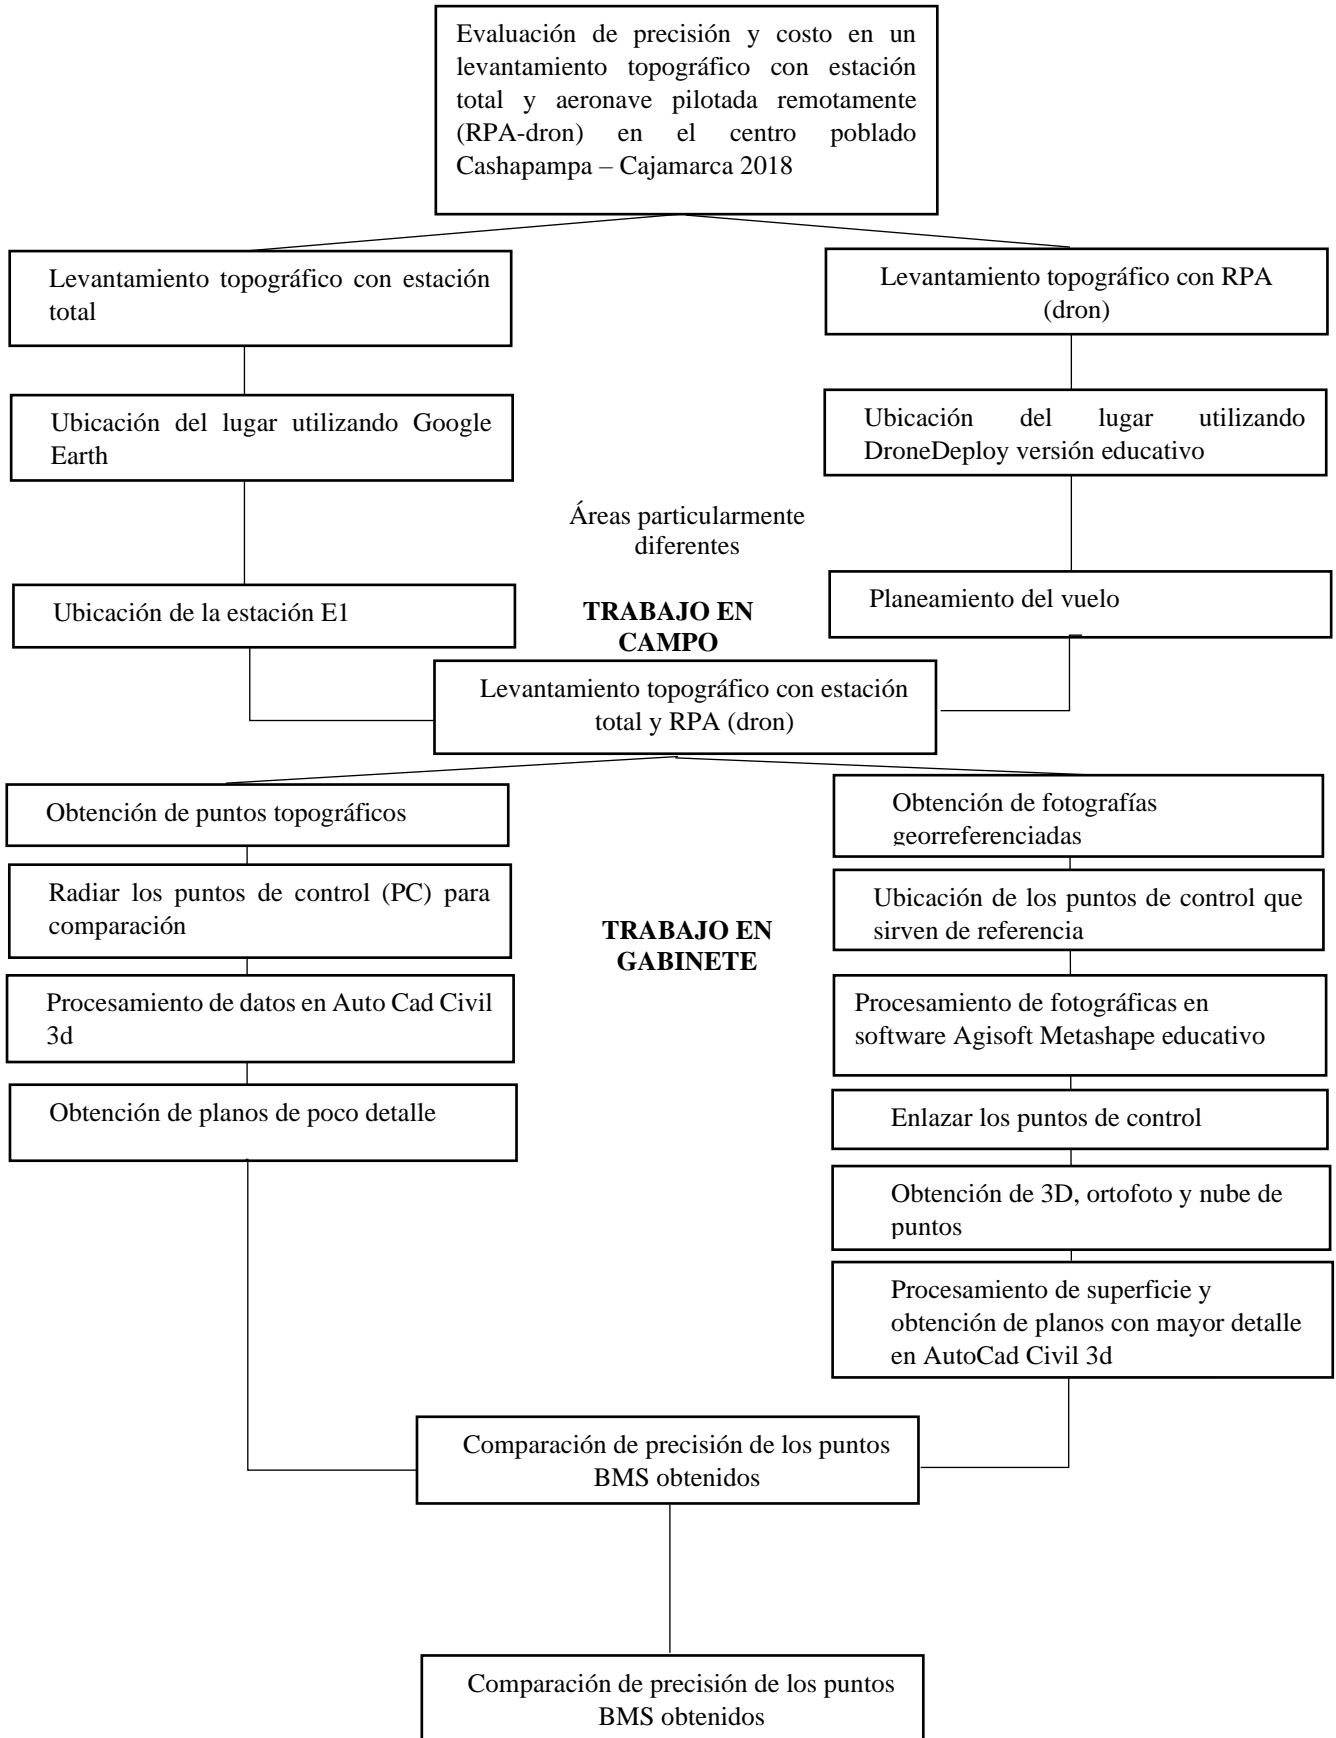 Evaluación de precisión y costo en un
levantamiento topográfico con estación
total y aeronave pilotada remotamente
(RPA-dron) en el centro poblado
Cashapampa – Cajamarca 2018
Levantamiento topográfico con estación
total
Levantamiento topográfico con RPA
(dron)
Ubicación del lugar utilizando Google
Earth
Ubicación del lugar utilizando
DroneDeploy versión educativo
Áreas particularmente
diferentes
Ubicación de la estación E1
TRABAJO EN
CAMPO
Planeamiento del vuelo
Levantamiento topográfico con estación
total y RPA (dron)
Obtención de puntos topográficos
Obtención de fotografías
georreferenciadas
Radiar los puntos de control (PC) para
comparación
Ubicación de los puntos de control que
sirven de referencia
TRABAJO EN
GABINETE
Procesamiento de datos en Auto Cad Civil
3d
Procesamiento de fotográficas en
software Agisoft Metashape educativo
Obtención de planos de poco detalle
Enlazar los puntos de control
Obtención de 3D, ortofoto y nube de
puntos
Procesamiento de superficie y
obtención de planos con mayor detalle
en AutoCad Civil 3d
Comparación de precisión de los puntos
BMS obtenidos
Comparación de precisión de los puntos
BMS obtenidos